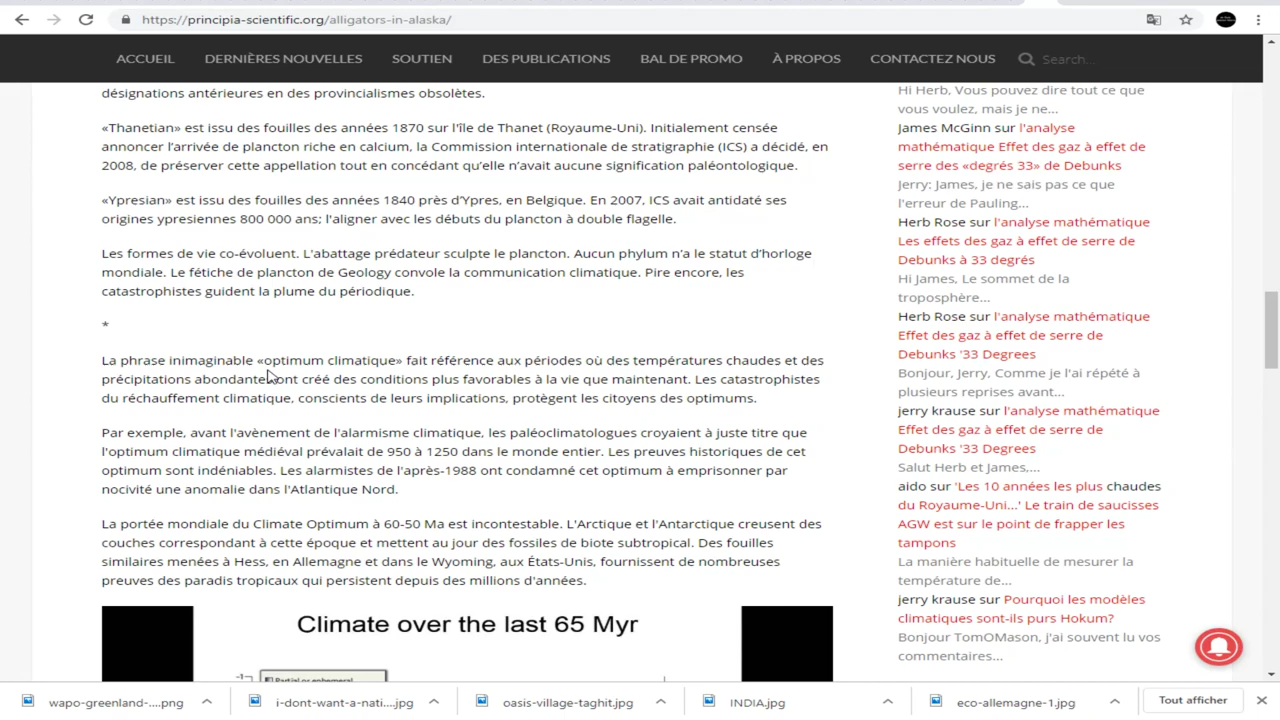 https://principia-scientific.org/alligators-in-alaska/
ACCUEIL DERNIÈRES NOUVELLES SOUTIEN DES PUBLICATIONS BAL DE PROMO À PROPOS CONTACTEZ NOUS Search...
désignations antérieures en des provincialismes obsolètes.
«Thanetian» est issu des fouilles des années 1870 sur l'île de Thanet (Royaume-Uni). Initialement censée
annoncer l’arrivée de plancton riche en calcium, la Commission internationale de stratigraphie (ICS) a décidé, en
2008, de préserver cette appellation tout en concédant qu’elle n’avait aucune signification paléontologique.
«Ypresian» est issu des fouilles des années 1840 près d’Ypres, en Belgique. En 2007, ICS avait antidaté ses
origines ypresiennes 800 000 ans; l'aligner avec les débuts du plancton à double flagelle.
Les formes de vie co-évoluent. L'abattage prédateur sculpte le plancton. Aucun phylum n’a le statut d’horloge
mondiale. Le fétiche de plancton de Geology convole la communication climatique. Pire encore, les
catastrophistes guident la plume du périodique.
*
La phrase inimaginable «optimum climatique» fait référence aux périodes où des températures chaudes et des
précipitations abondantes ont créé des conditions plus favorables à la vie que maintenant. Les catastrophistes
du réchauffement climatique, conscients de leurs implications, protègent les citoyens des optimums.
Par exemple, avant l'avènement de l'alarmisme climatique, les paléoclimatologues croyaient à juste titre que
l'optimum climatique médiéval prévalait de 950 à 1250 dans le monde entier. Les preuves historiques de cet
optimum sont indéniables. Les alarmistes de l'après-1988 ont condamné cet optimum à emprisonner par
nocivité une anomalie dans l'Atlantique Nord.
La portée mondiale du Climate Optimum à 60-50 Ma est incontestable. L'Arctique et l'Antarctique creusent des
couches correspondant à cette époque et mettent au jour des fossiles de biote subtropical. Des fouilles
similaires menées à Hess, en Allemagne et dans le Wyoming, aux États-Unis, fournissent de nombreuses
preuves des paradis tropicaux qui persistent depuis des millions d'années.
Climate over the last 65 Myr
-1
Partial or ephemeral
Hi Herb, Vous pouvez dire tout ce que
vous voulez, mais je ne...
James McGinn sur l'analyse
mathématique Effet des gaz à effet de
serre des «degrés 33» de Debunks
Jerry: James, je ne sais pas ce que
l'erreur de Pauling...
Herb Rose sur l'analyse mathématique
Les effets des gaz à effet de serre de
Debunks à 33 degrés
Hi James, Le sommet de la
troposphère...
Herb Rose sur l'analyse mathématique
Effet des gaz à effet de serre de
Debunks '33 Degrees
Bonjour, Jerry, Comme je l'ai répété à
plusieurs reprises avant...
jerry krause sur l'analyse mathématique
Effet des gaz à effet de serre de
Debunks '33 Degrees
Salut Herb et James,...
aido sur 'Les 10 années les plus chaudes
du Royaume-Uni...' Le train de saucisses
AGW est sur le point de frapper les
tampons
La manière habituelle de mesurer la
température de...
jerry krause sur Pourquoi les modèles
climatiques sont-ils purs Hokum?
Bonjour TomOMason, j'ai souvent lu vos
commentaires...
wapo-greenland-....png i-dont-want-a-nati....jpg oasis-village-taghit.jpg INDIA.jpg eco-allemagne-1.jpg Tout afficher